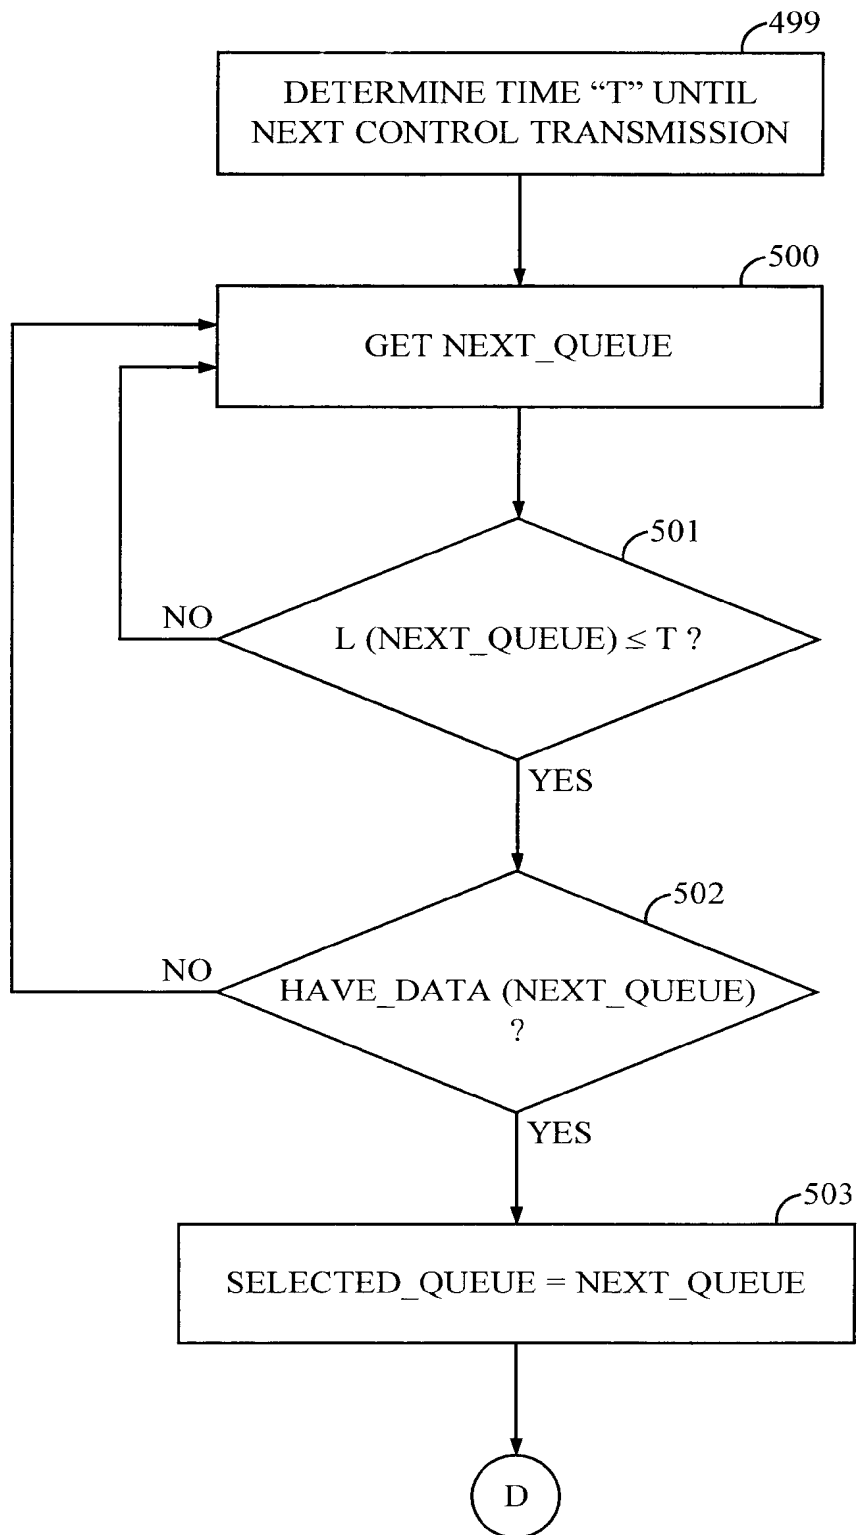 499
DETERMINE TIME “T” UNTIL
NEXT CONTROL TRANSMISSION
500
GET NEXT_QUEUE
501
NO
L (NEXT_QUEUE) ≤ T ?
YES
502
NO
HAVE_DATA (NEXT_QUEUE)
?
YES
503
SELECTED_QUEUE = NEXT_QUEUE
D